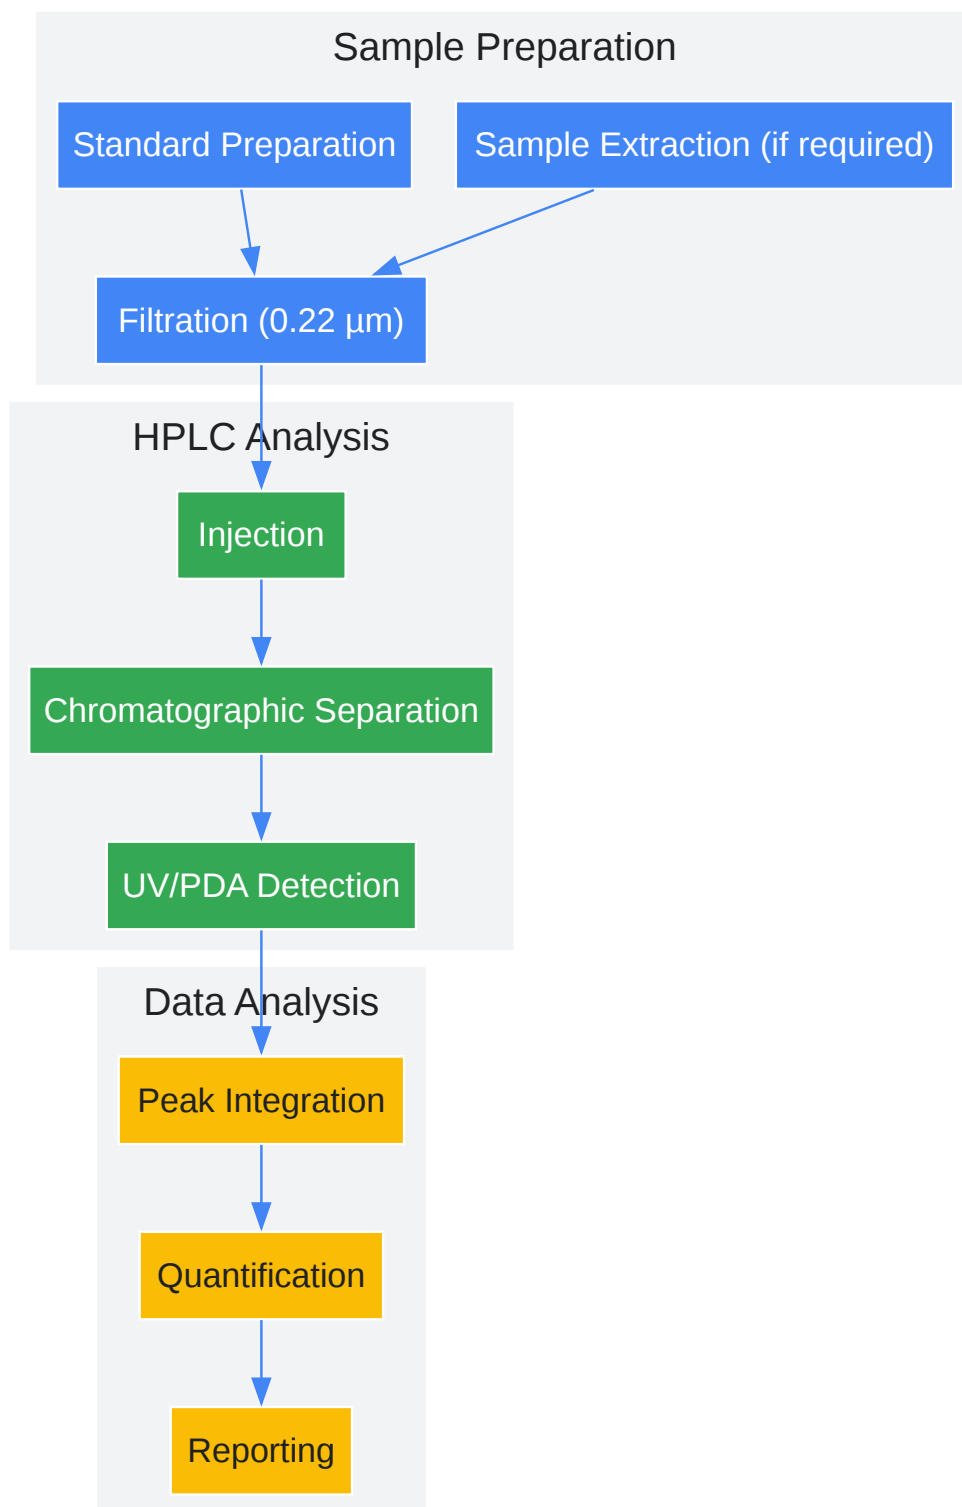 Sample Preparation
Standard Preparation
Sample Extraction (if required)
Filtration (0.22 µm)
HPLC Analysis
Injection
Chromatographic Separation
UV/PDA Detection
Data Analysis
Peak Integration
Quantification
Reporting